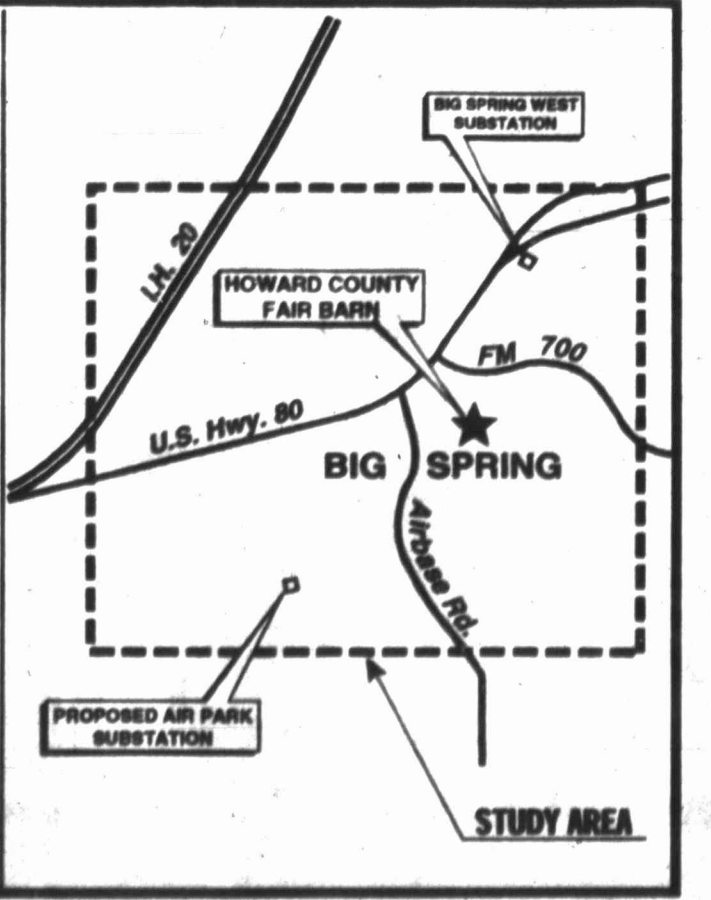 BIG SPRING WEST
SUBSTATION
I.H. 20
HOWARD COUNTY
FAIR BARN
FM 700
U.S. Hwy. 80
BIG SPRING
Airbase Rd.
PROPOSED AIR PARK
SUBSTATION
STUDY AREA